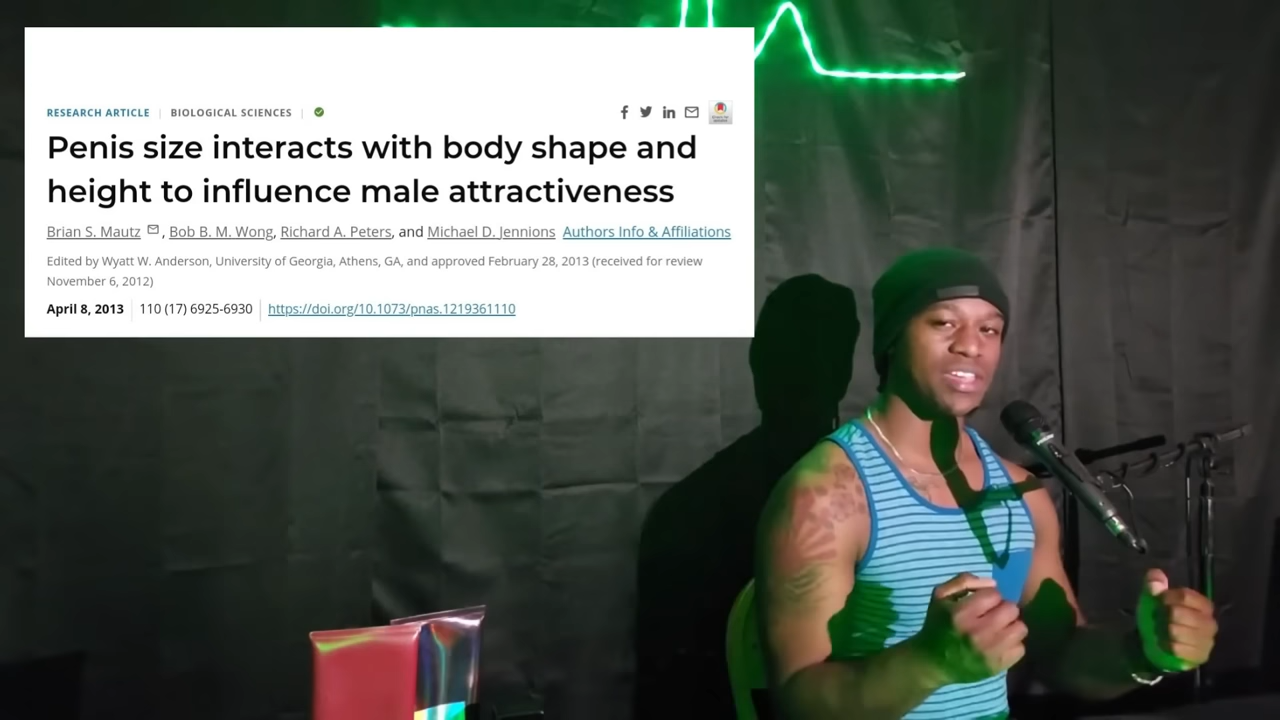 RESEARCH ARTICLE | BIOLOGICAL SCIENCES |
Penis size interacts with body shape and
height to influence male attractiveness
Brian S. Mautz, Bob B. M. Wong, Richard A. Peters, and Michael D. Jennions Authors Info & Affiliations
Edited by Wyatt W. Anderson, University of Georgia, Athens, GA, and approved February 28, 2013 (received for review
November 6, 2012)
April 8, 2013 | 110 (17) 6925-6930 | https://doi.org/10.1073/pnas.1219361110